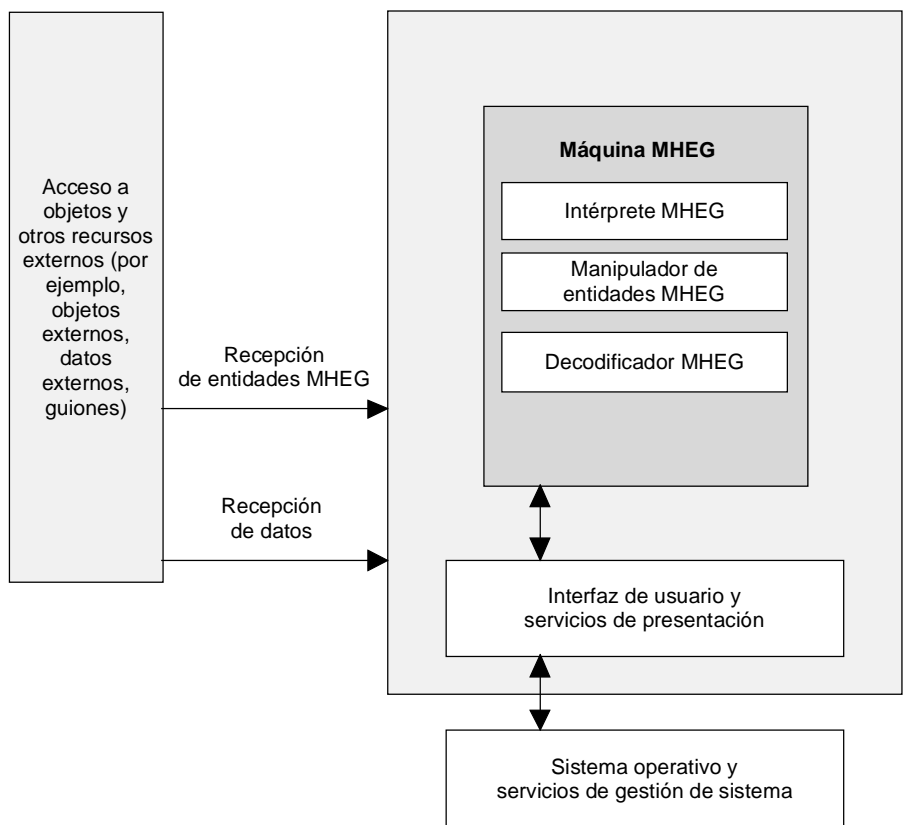 Acceso a
objetos y
otros recursos
externos (por
ejemplo,
objetos
externos,
datos
externos,
guiones)
Recepción
de entidades MHEG
Recepción
de datos
Máquina MHEG
Intérprete MHEG
Manipulador de
entidades MHEG
Decodificador MHEG
Interfaz de usuario y
servicios de presentación
Sistema operativo y
servicios de gestión de sistema